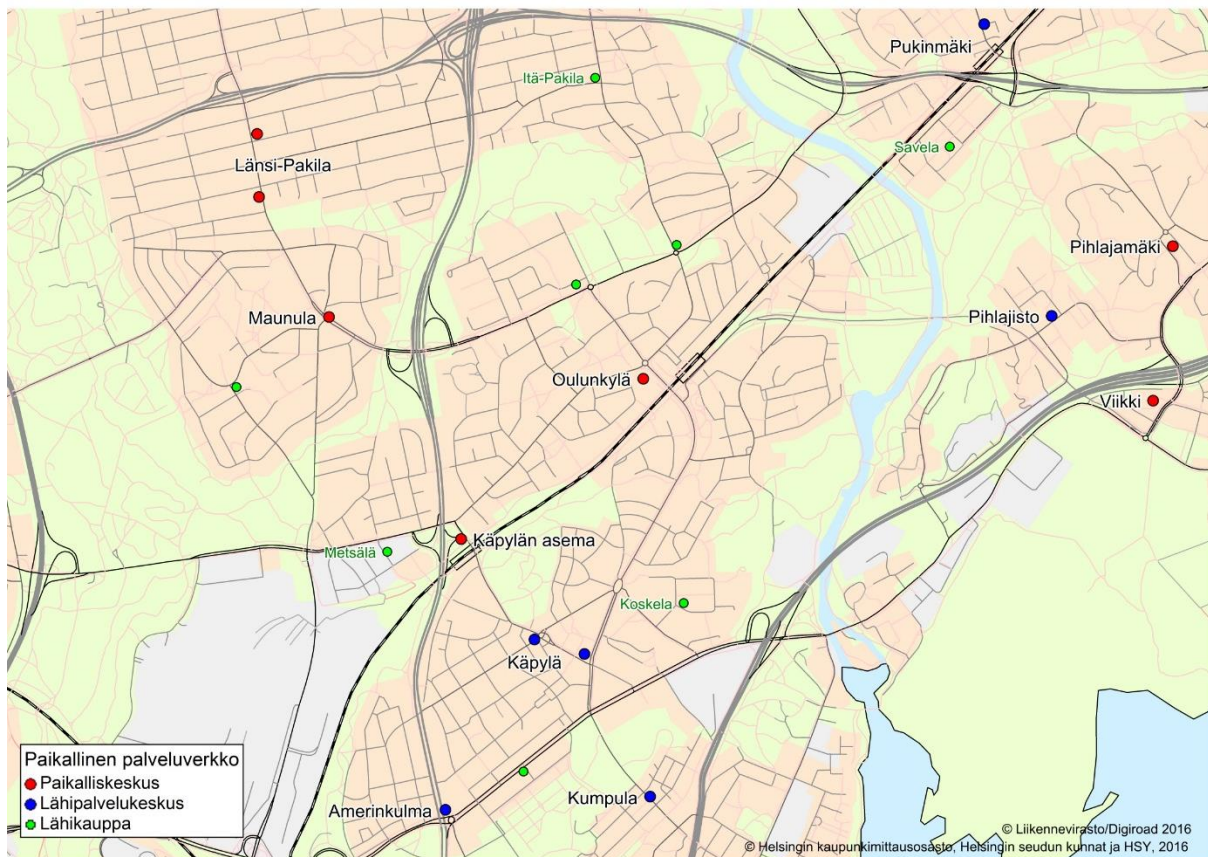 Pukinmäki
Itä-Pakila
Savela
Länsi-Pakila
Pihlajamäki
Maunula
Pihlajisto
Oulunkylä
Viikki
Käpylän asema
Metsälä
Koskela
Käpylä
Kumpula
Amerinkulma
Paikallinen palveluverkko
Paikalliskeskus
Lähipalvelukeskus
Lähikauppa
© Liikennevirasto/Digiroad 2016
© Helsingin kaupunkimittausosasto, Helsingin seudun kunnat ja HSY, 2016